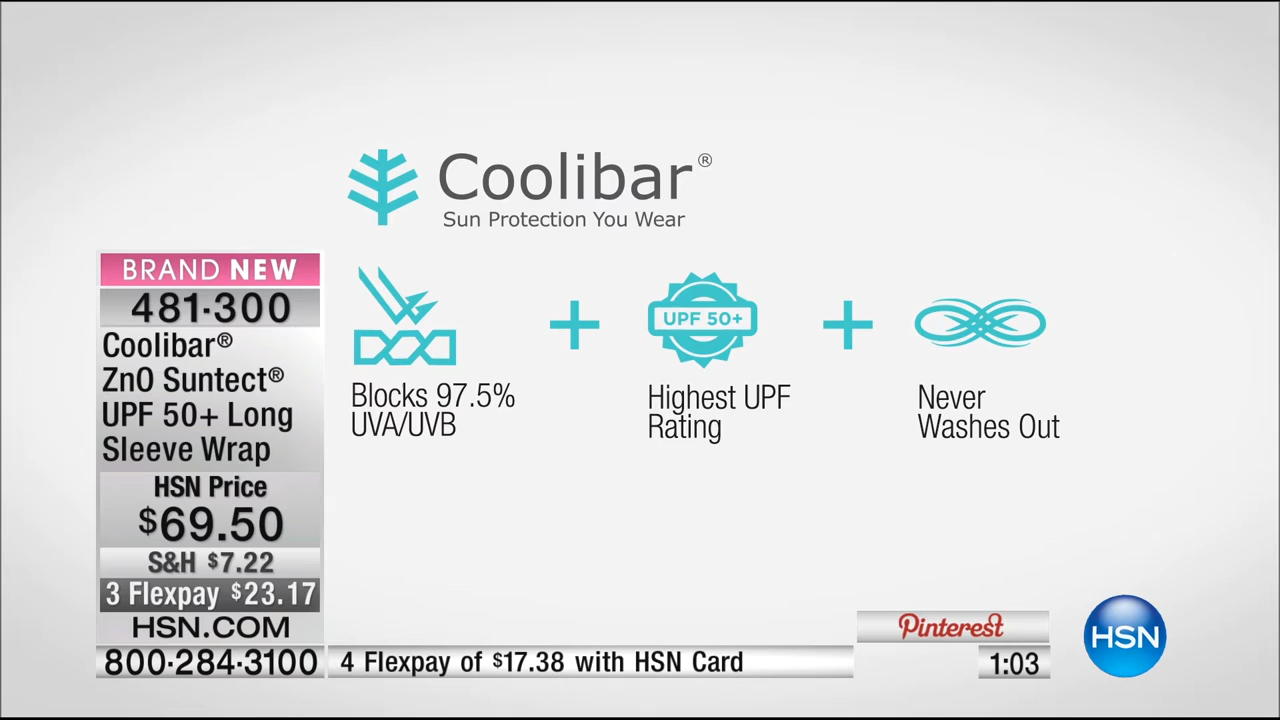 Coolibar®
Sun Protection You Wear
BRAND NEW
481·300
Coolibar®
ZnO Suntect®
UPF 50+ Long
Sleeve Wrap
HSN Price
$69.50
S&H $7.22
3 Flexpay $23.17
HSN.COM
800·284·3100
UPF 50+
Blocks 97.5%
UVA/UVB
Highest UPF
Rating
Never
Washes Out
4 Flexpay of $17.38 with HSN Card
Pinterest
1:03
HSN